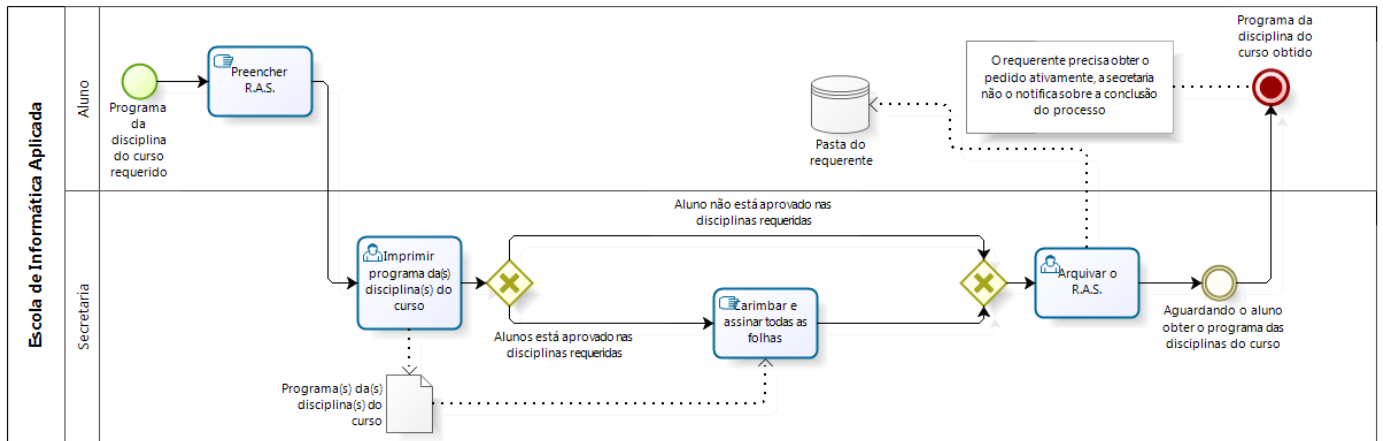 Escola de Informática Aplicada
Aluno
Programa
da
disciplina
do curso
requerido
Preencher
R.A.S.
Pasta do
requerente
O requerente precisa obter o
pedido ativamente, a secretaria
não o notifica sobre a conclusão
do processo
Programa da
disciplina do
curso obtido
Secretaria
Imprimir
programa da(s)
disciplina(s) do
curso
Programa(s) da(s)
disciplina(s) do
curso
Aluno não está aprovado nas
disciplinas requeridas
Alunos está aprovado nas
disciplinas requeridas
Carimbar e
assinar todas as
folhas
Arquivar o
R.A.S.
Aguardando o aluno
obter o programa das
disciplinas do curso